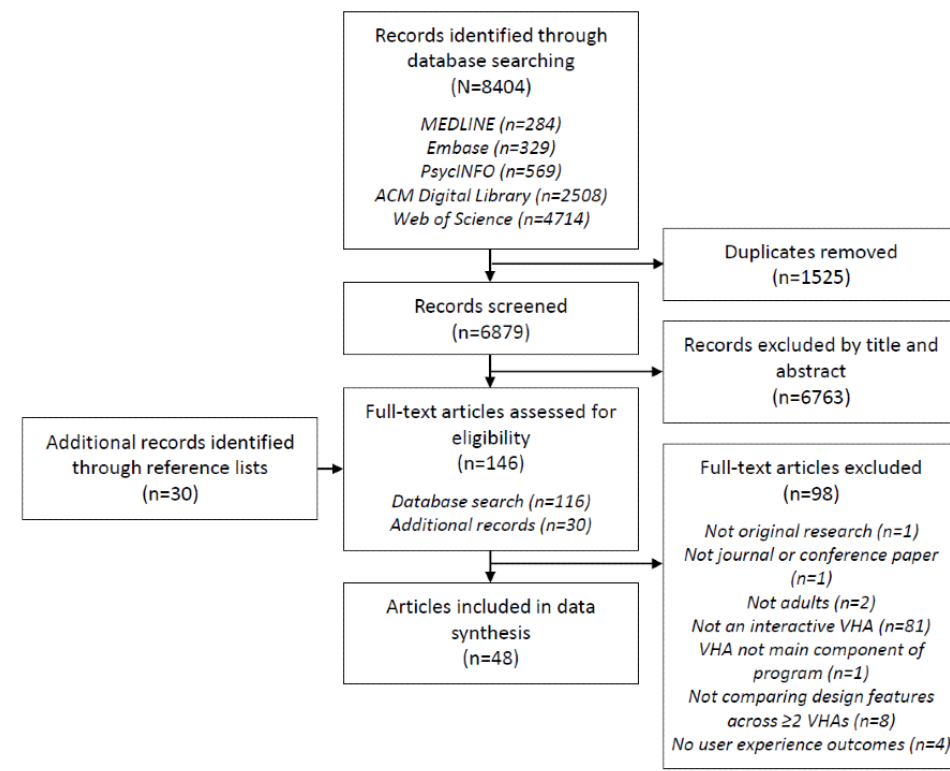 Records identified through
database searching
(N=8404)
MEDLINE (n=284)
Embase (n=329)
PsycINFO (n=569)
ACM Digital Library (n=2508)
Web of Science (n=4714)
Duplicates removed
(n=1525)
Records screened
(n=6879)
Records excluded by title and
abstract
(n=6763)
Additional records identified
through reference lists
(n=30)
Full-text articles assessed for
eligibility
(n=146)
Database search (n=116)
Additional records (n=30)
Full-text articles excluded
(n=98)
Not original research (n=1)
Not journal or conference paper
(n=1)
Not adults (n=2)
Not an interactive VHA (n=81)
VHA not main component of
program (n=1)
Not comparing design features
across ≥2 VHAs (n=8)
No user experience outcomes (n=4)
Articles included in data
synthesis
(n=48)